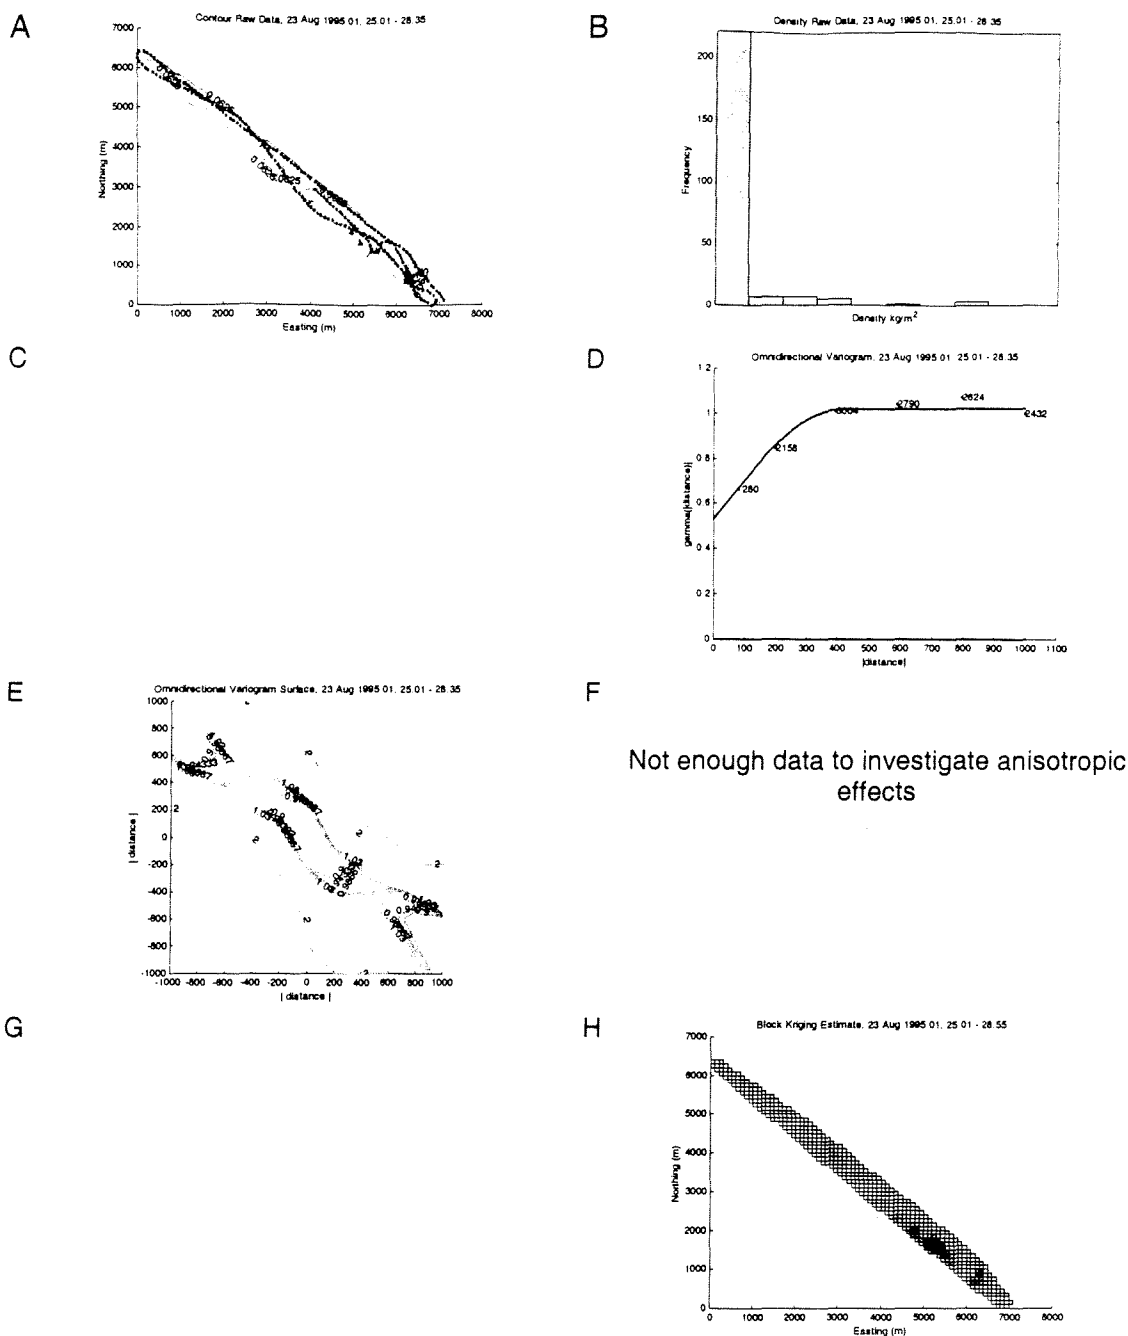 A
Contour Raw Data, 23 Aug 1995 01, 25.01 - 28.35
7000
6000
5000
4000
3000
2000
1000
0
Northing (m)
0 1000 2000 3000 4000 5000 6000 7000 8000
Easting (m)
B
Density Raw Data, 23 Aug 1995 01, 25.01 - 28.35
200
150
100
50
0
Frequency
Density kg/m²
C
D
Omnidirectional Variogram, 23 Aug 1995 01, 25.01 - 28.35
1.2
1
0.8
0.6
0.4
0.2
0
gamma(|distance|)
280
2158
2790
2624
2432
0 100 200 300 400 500 600 700 800 900 1000 1100
|distance|
E
Omnidirectional Variogram Surface, 23 Aug 1995 01, 25.01 - 28.35
1000
800
600
400
200
0
-200
-400
-600
-800
-1000
| distance |
2
2
2
2
2
2
2
-1000 -800 -600 -400 -200 0 200 400 600 800 1000
| distance |
F
Not enough data to investigate anisotropic
effects
G
H
Block Kriging Estimate, 23 Aug 1995 01, 25.01 - 28.55
7000
6000
5000
4000
3000
2000
1000
0
Northing (m)
0 1000 2000 3000 4000 5000 6000 7000 8000
Easting (m)